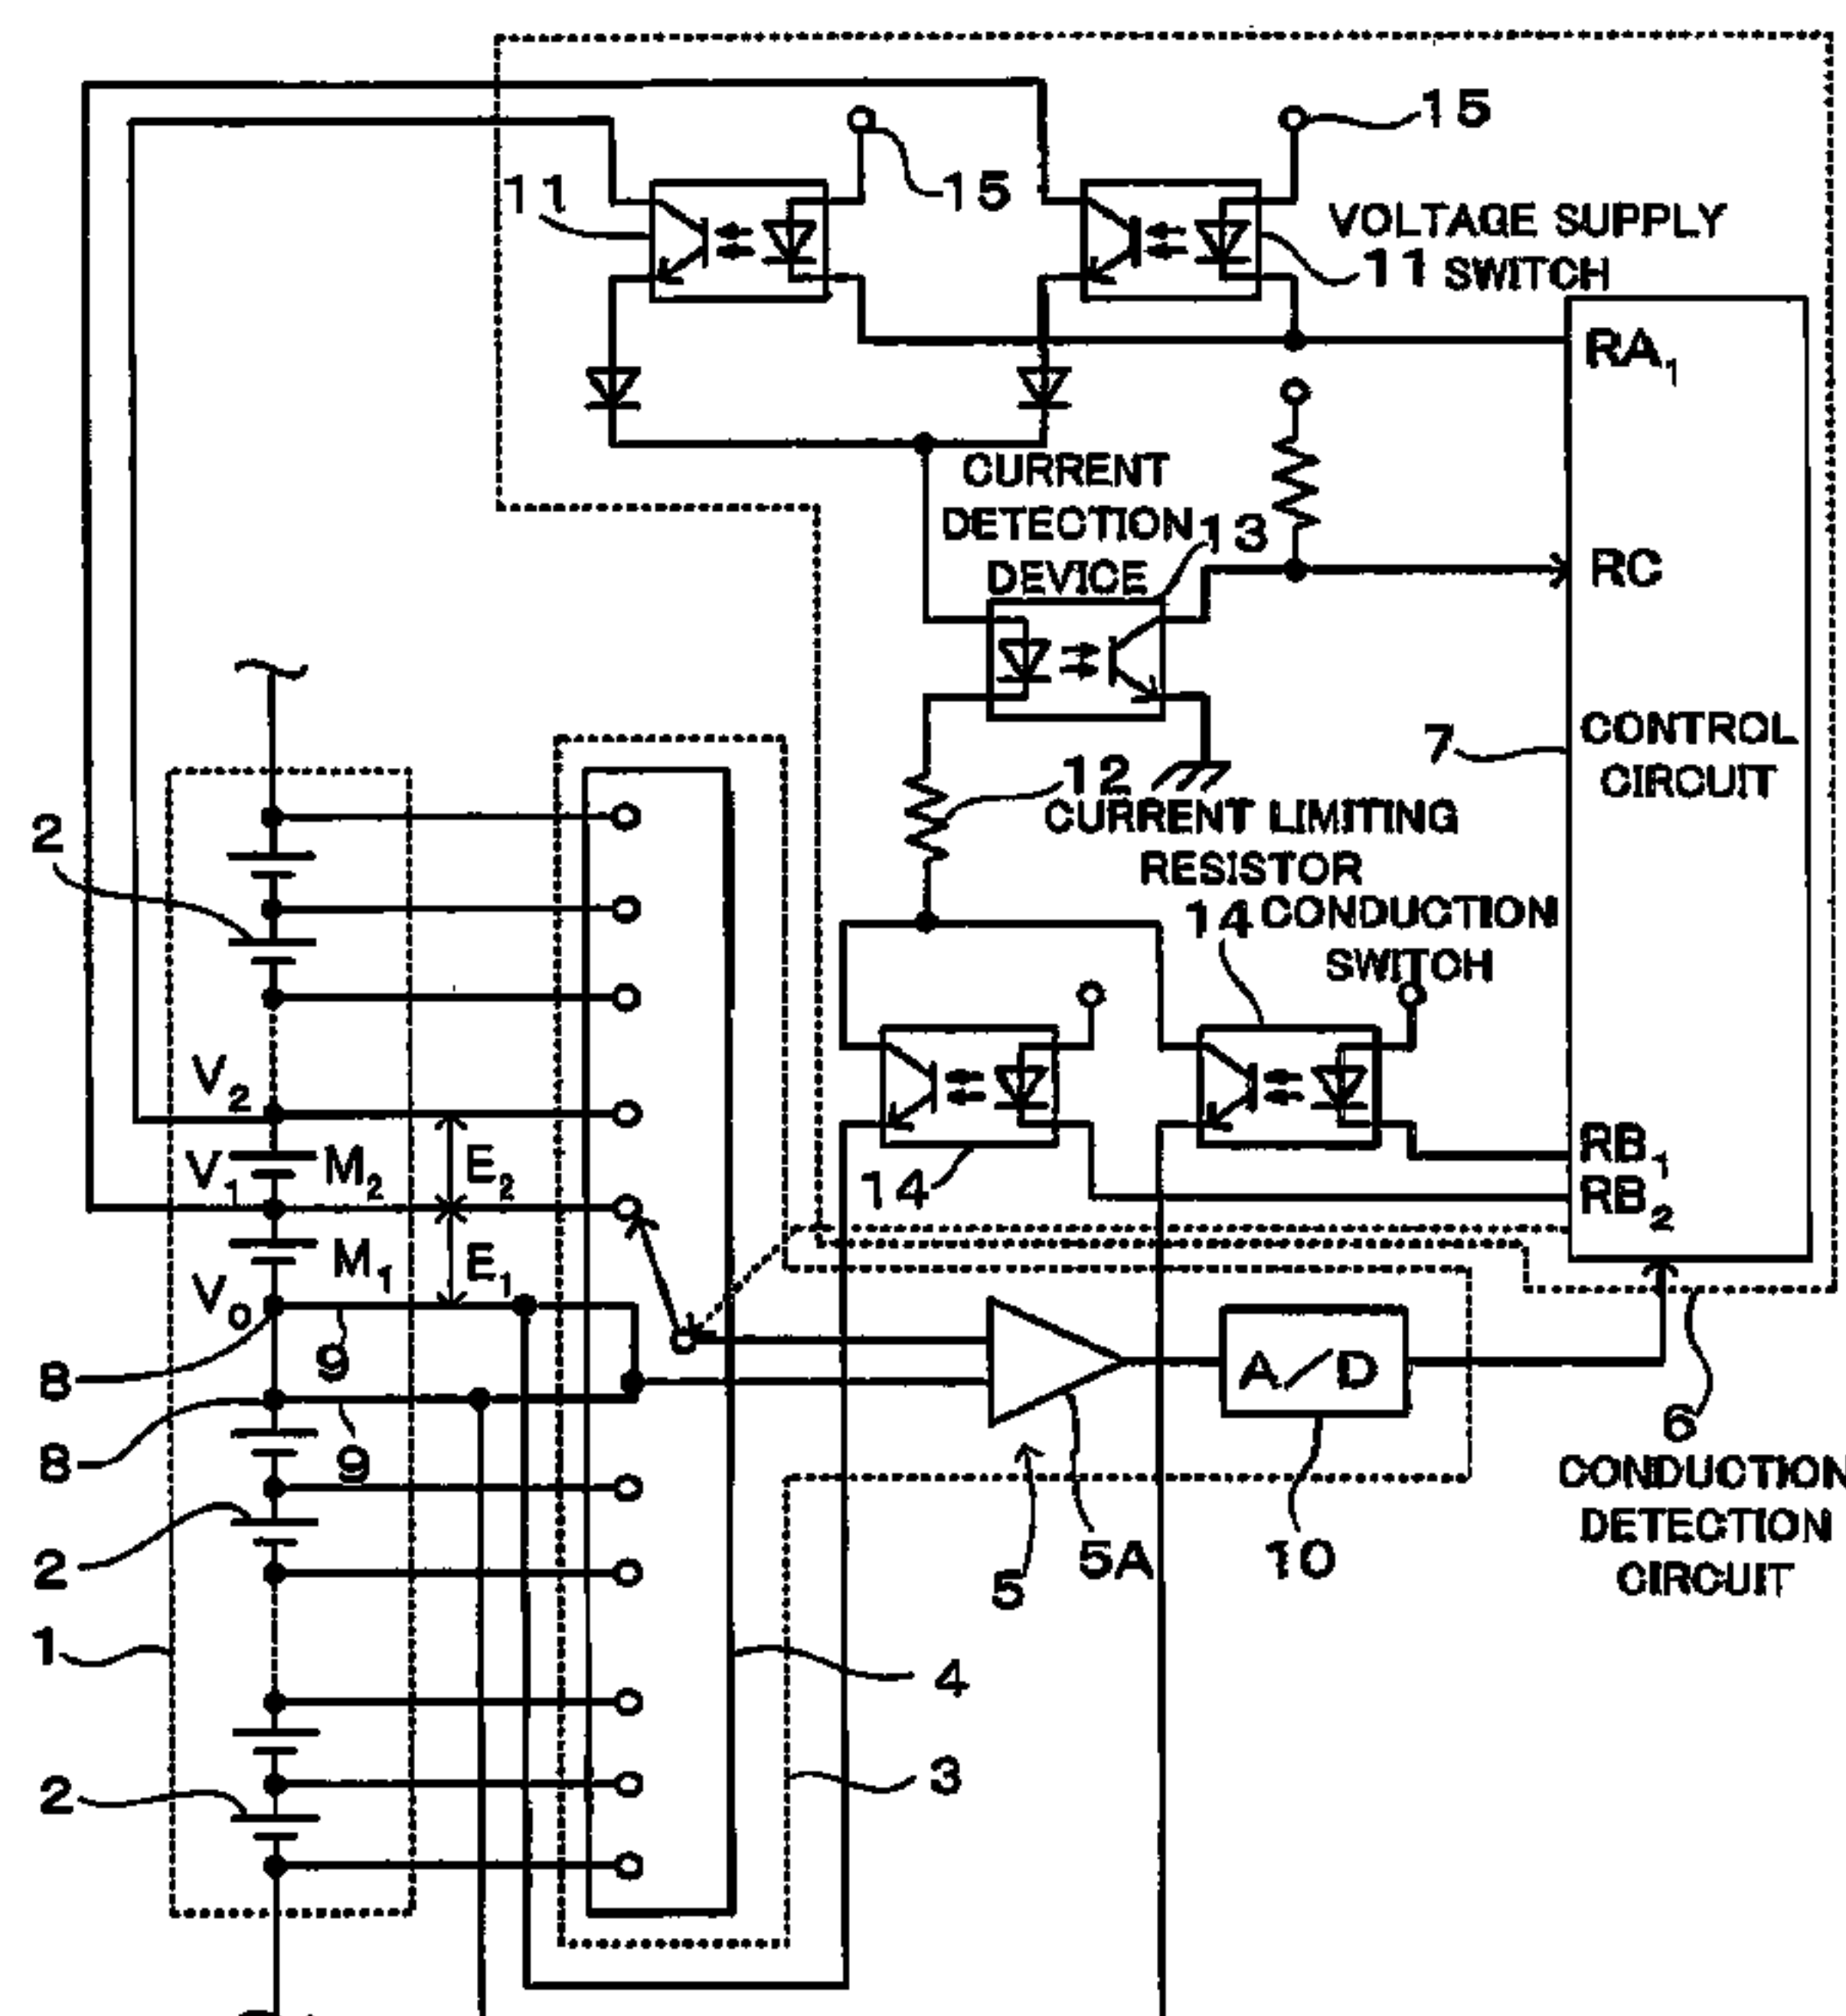 15
15
11
VOLTAGE SUPPLY
11 SWITCH
RA1
CURRENT
DETECTION 13
DEVICE
RC
7
CONTROL
CIRCUIT
12
CURRENT LIMITING
RESISTOR
14 CONDUCTION
SWITCH
2
V2
V1
M2
E2
14
RB1
RB2
M1
E1
V0
9
8
A/D
8
9
6
CONDUCTION
DETECTION
CIRCUIT
5
5A
10
2
1
4
3
2